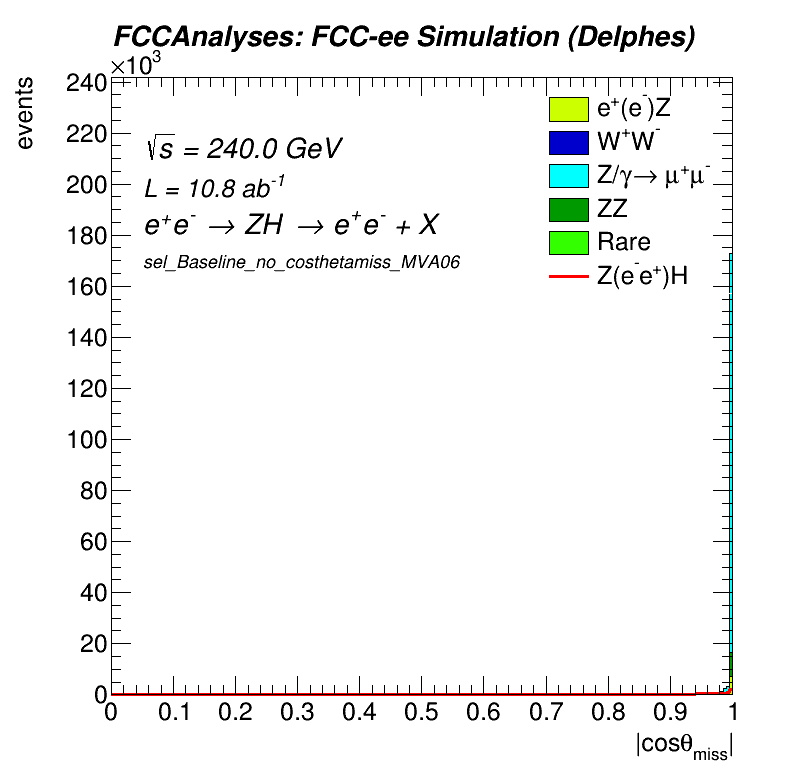 FCCAnalyses: FCC-ee Simulation (Delphes)
×10³
events
240
220
200
180
160
140
120
100
80
60
40
20
0
√s = 240.0 GeV
L = 10.8 ab⁻¹
e⁺e⁻ → ZH → e⁺e⁻ + X
sel_Baseline_no_costhetamiss_MVA06
e⁺(e⁻)Z
W⁺W⁻
Z/γ→ μ⁺μ⁻
ZZ
Rare
Z(e⁻e⁺)H
0 0.1 0.2 0.3 0.4 0.5 0.6 0.7 0.8 0.9 1
|cosθmiss|